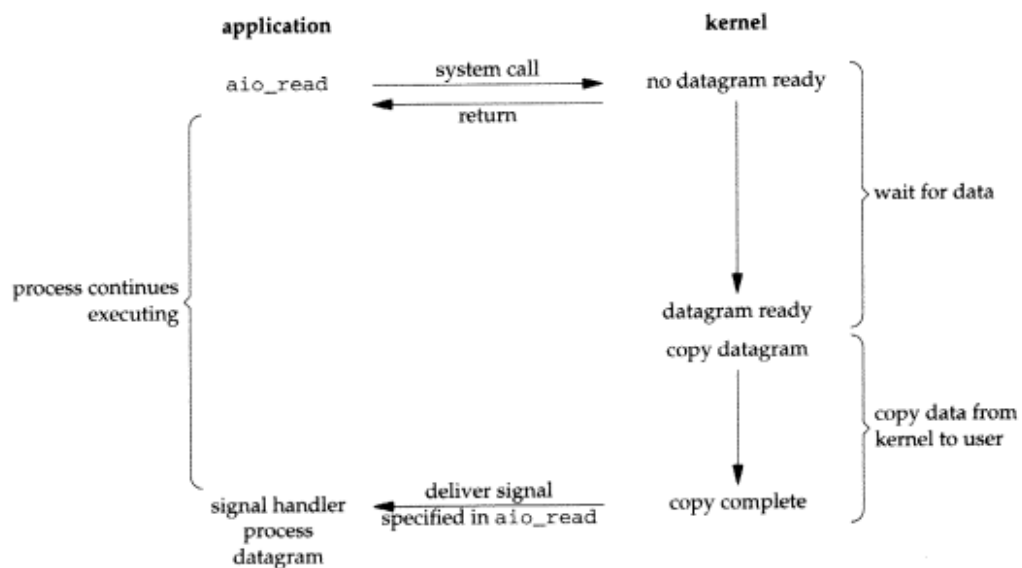 application
kernel
aio_read
system call
no datagram ready
return
wait for data
process continues
executing
datagram ready
copy datagram
copy data from
kernel to user
deliver signal
specified in aio_read
copy complete
signal handler
process
datagram